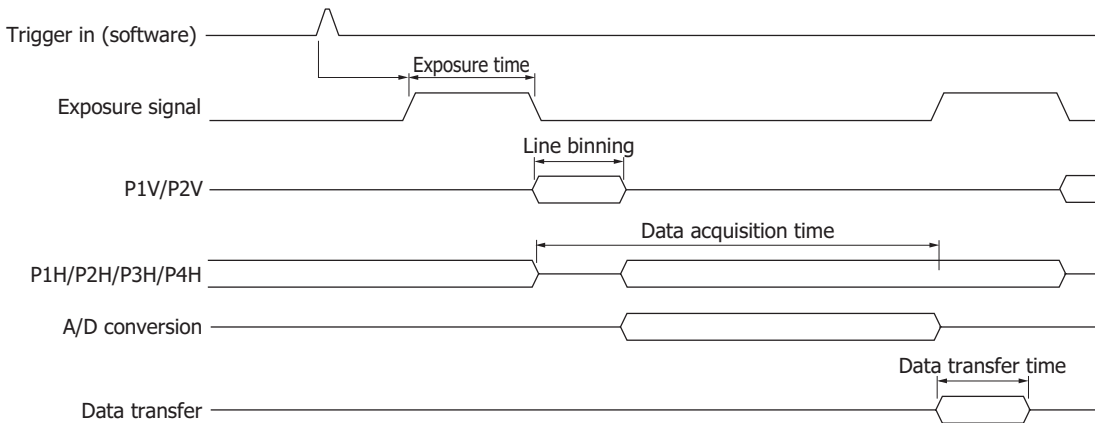 Trigger in (software)
Exposure time
Exposure signal
Line binning
P1V/P2V
Data acquisition time
P1H/P2H/P3H/P4H
A/D conversion
Data transfer time
Data transfer